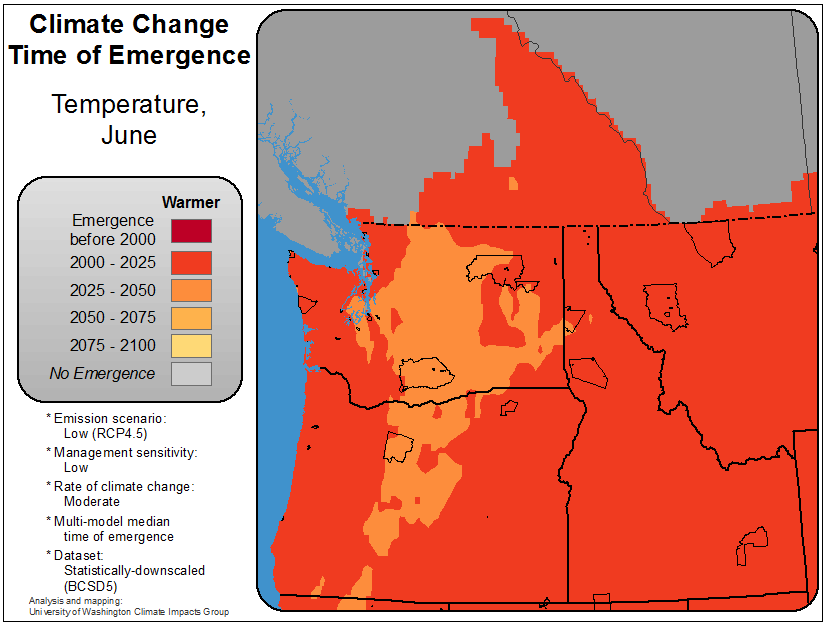 Climate Change
Time of Emergence
Temperature,
June
Warmer
Emergence
before 2000
2000 - 2025
2025 - 2050
2050 - 2075
2075 - 2100
No Emergence
* Emission scenario:
Low (RCP4.5)
* Management sensitivity:
Low
* Rate of climate change:
Moderate
* Multi-model median
time of emergence
* Dataset:
Statistically-downscaled
(BCSD5)
Analysis and mapping:
University of Washington Climate Impacts Group